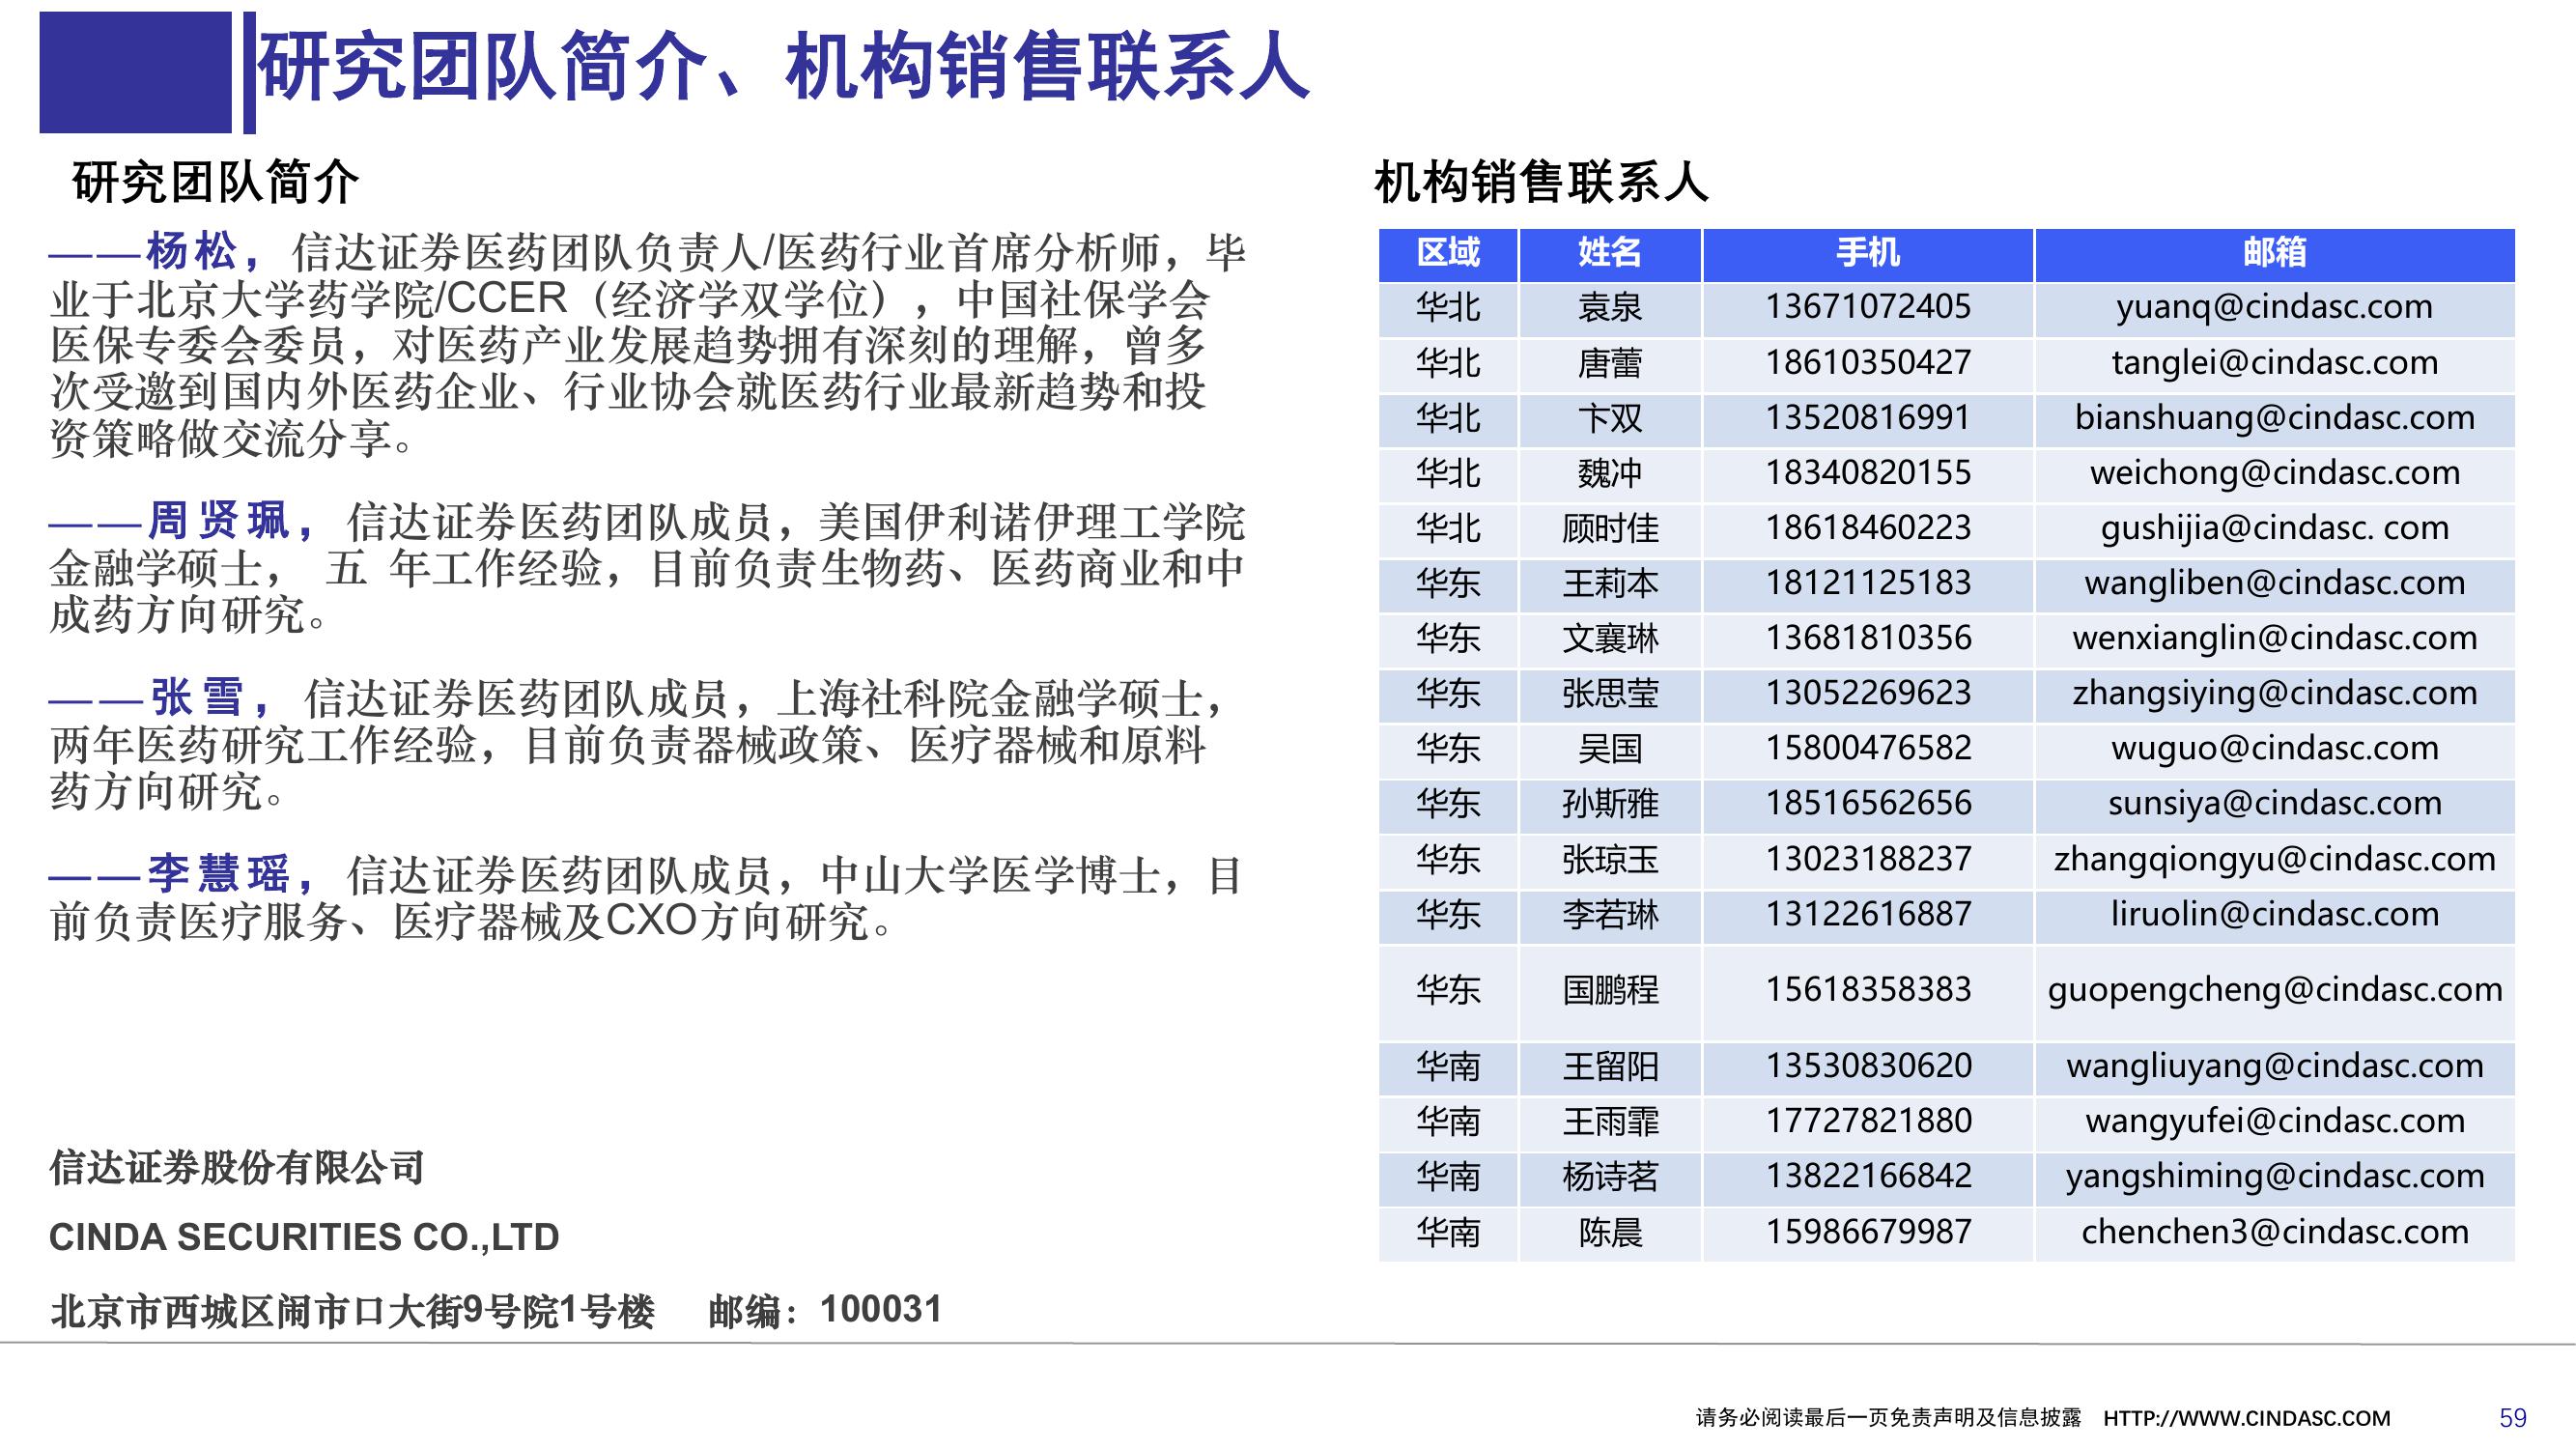 研究团队简介、机构销售联系人
研究团队简介
——杨松，信达证券医药团队负责人/医药行业首席分析师，毕
业于北京大学药学院/CCER（经济学双学位），中国社保学会
医保专委会委员，对医药产业发展趋势拥有深刻的理解，曾多
次受邀到国内外医药企业、行业协会就医药行业最新趋势和投
资策略做交流分享。
——周贤珮，信达证券医药团队成员，美国伊利诺伊理工学院
金融学硕士， 五 年工作经验，目前负责生物药、医药商业和中
成药方向研究。
——张雪，信达证券医药团队成员，上海社科院金融学硕士，
两年医药研究工作经验，目前负责器械政策、医疗器械和原料
药方向研究。
——李慧瑶，信达证券医药团队成员，中山大学医学博士，目
前负责医疗服务、医疗器械及CXO方向研究。
信达证券股份有限公司
CINDA SECURITIES CO.,LTD
北京市西城区闹市口大街9号院1号楼 邮编：100031
机构销售联系人
区域 姓名 手机 邮箱
华北 袁泉 13671072405 yuanq@cindasc.com
华北 唐蕾 18610350427 tanglei@cindasc.com
华北 卞双 13520816991 bianshuang@cindasc.com
华北 魏冲 18340820155 weichong@cindasc.com
华北 顾时佳 18618460223 gushijia@cindasc. com
华东 王莉本 18121125183 wangliben@cindasc.com
华东 文襄琳 13681810356 wenxianglin@cindasc.com
华东 张思莹 13052269623 zhangsiying@cindasc.com
华东 吴国 15800476582 wuguo@cindasc.com
华东 孙斯雅 18516562656 sunsiya@cindasc.com
华东 张琼玉 13023188237 zhangqiongyu@cindasc.com
华东 李若琳 13122616887 liruolin@cindasc.com
华东 国鹏程 15618358383 guopengcheng@cindasc.com
华南 王留阳 13530830620 wangliuyang@cindasc.com
华南 王雨霏 17727821880 wangyufei@cindasc.com
华南 杨诗茗 13822166842 yangshiming@cindasc.com
华南 陈晨 15986679987 chenchen3@cindasc.com
请务必阅读最后一页免责声明及信息披露 HTTP://WWW.CINDASC.COM 59